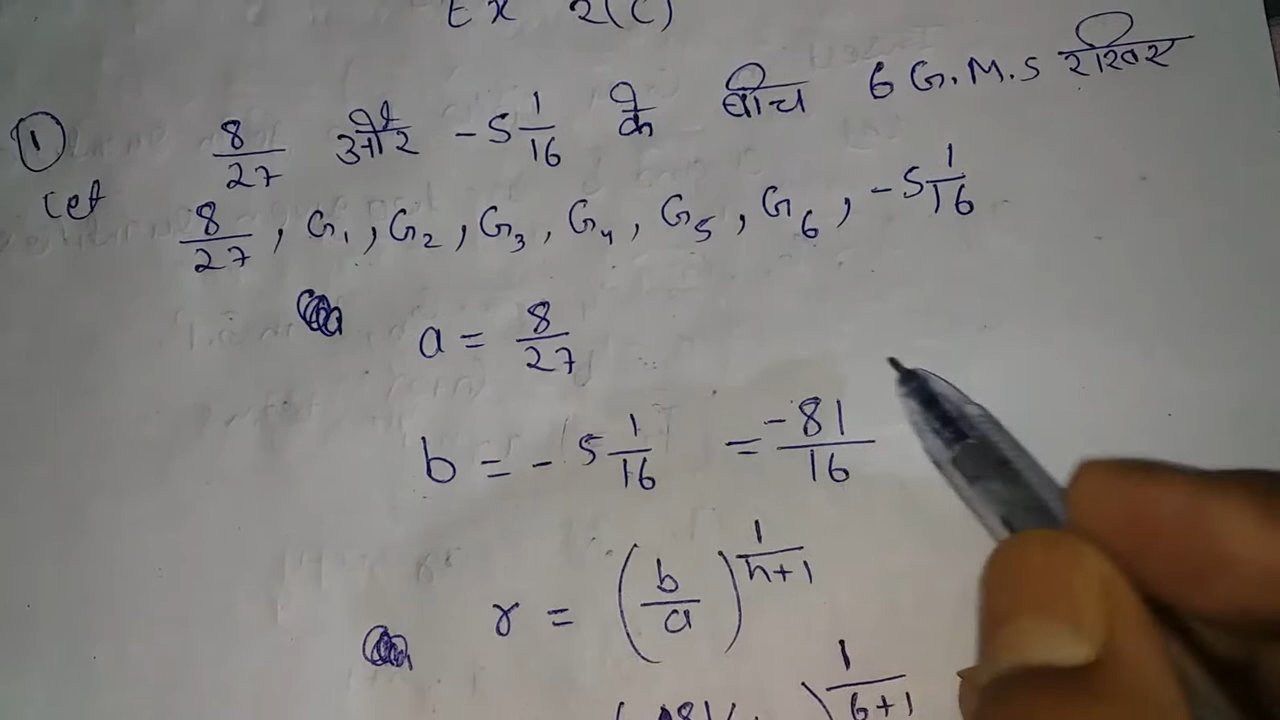 Ex 2(C)
① 8/27 और -5 1/16 के बीच 6 G.M.S रखिए
Let 8/27, G₁, G₂, G₃, G₄, G₅, G₆, -5 1/16
a = 8/27
b = -5 1/16 = -81/16
r = (b/a)^(1/(n+1))
1/(6+1)